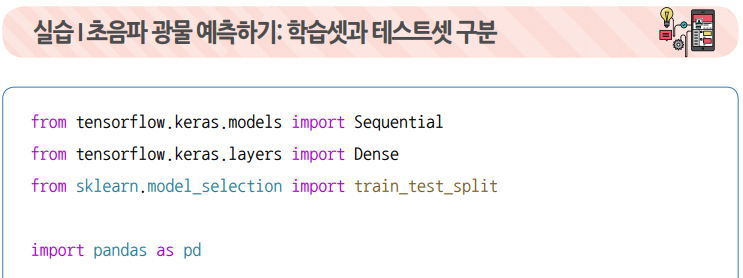 실습 | 초음파 광물 예측하기: 학습셋과 테스트셋 구분
from tensorflow.keras.models import Sequential
from tensorflow.keras.layers import Dense
from sklearn.model_selection import train_test_split
import pandas as pd